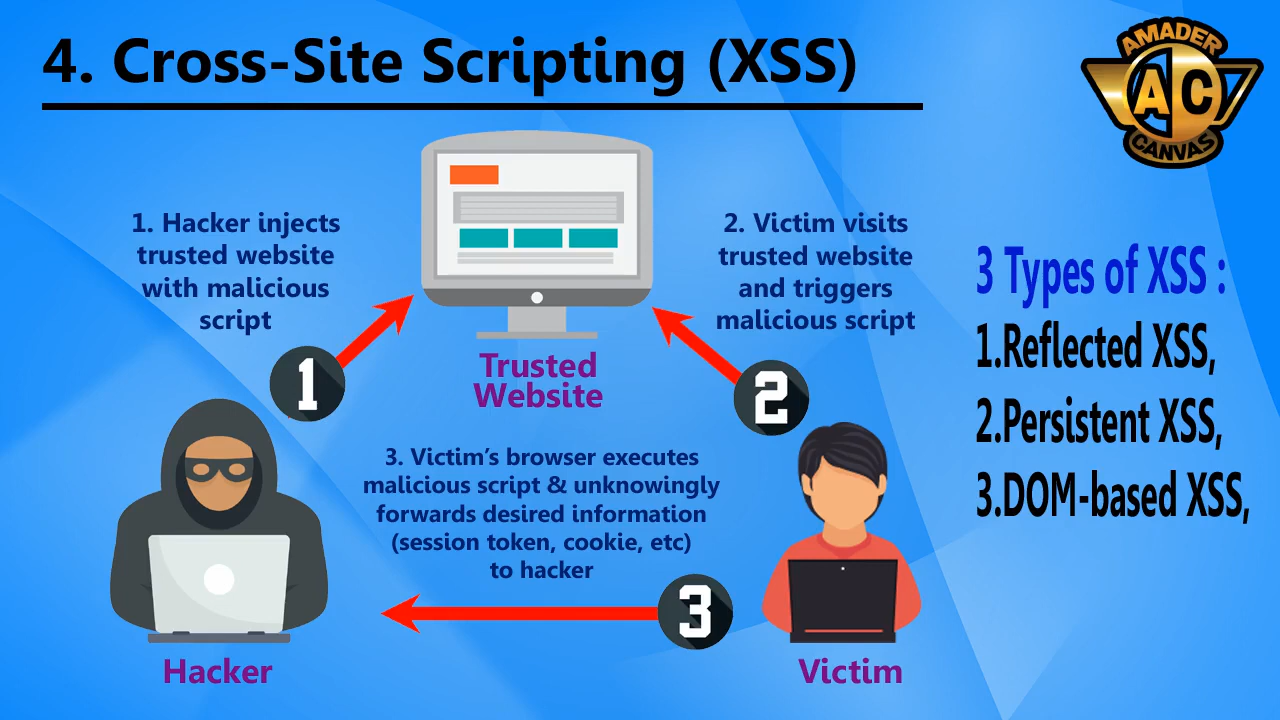 4. Cross-Site Scripting (XSS)
AMADER
AC
CANVAS
1. Hacker injects
trusted website
with malicious
script
2. Victim visits
trusted website
and triggers
malicious script
Trusted
Website
1
2
3. Victim’s browser executes
malicious script & unknowingly
forwards desired information
(session token, cookie, etc)
to hacker
3
Hacker
Victim
3 Types of XSS :
1.Reflected XSS,
2.Persistent XSS,
3.DOM-based XSS,